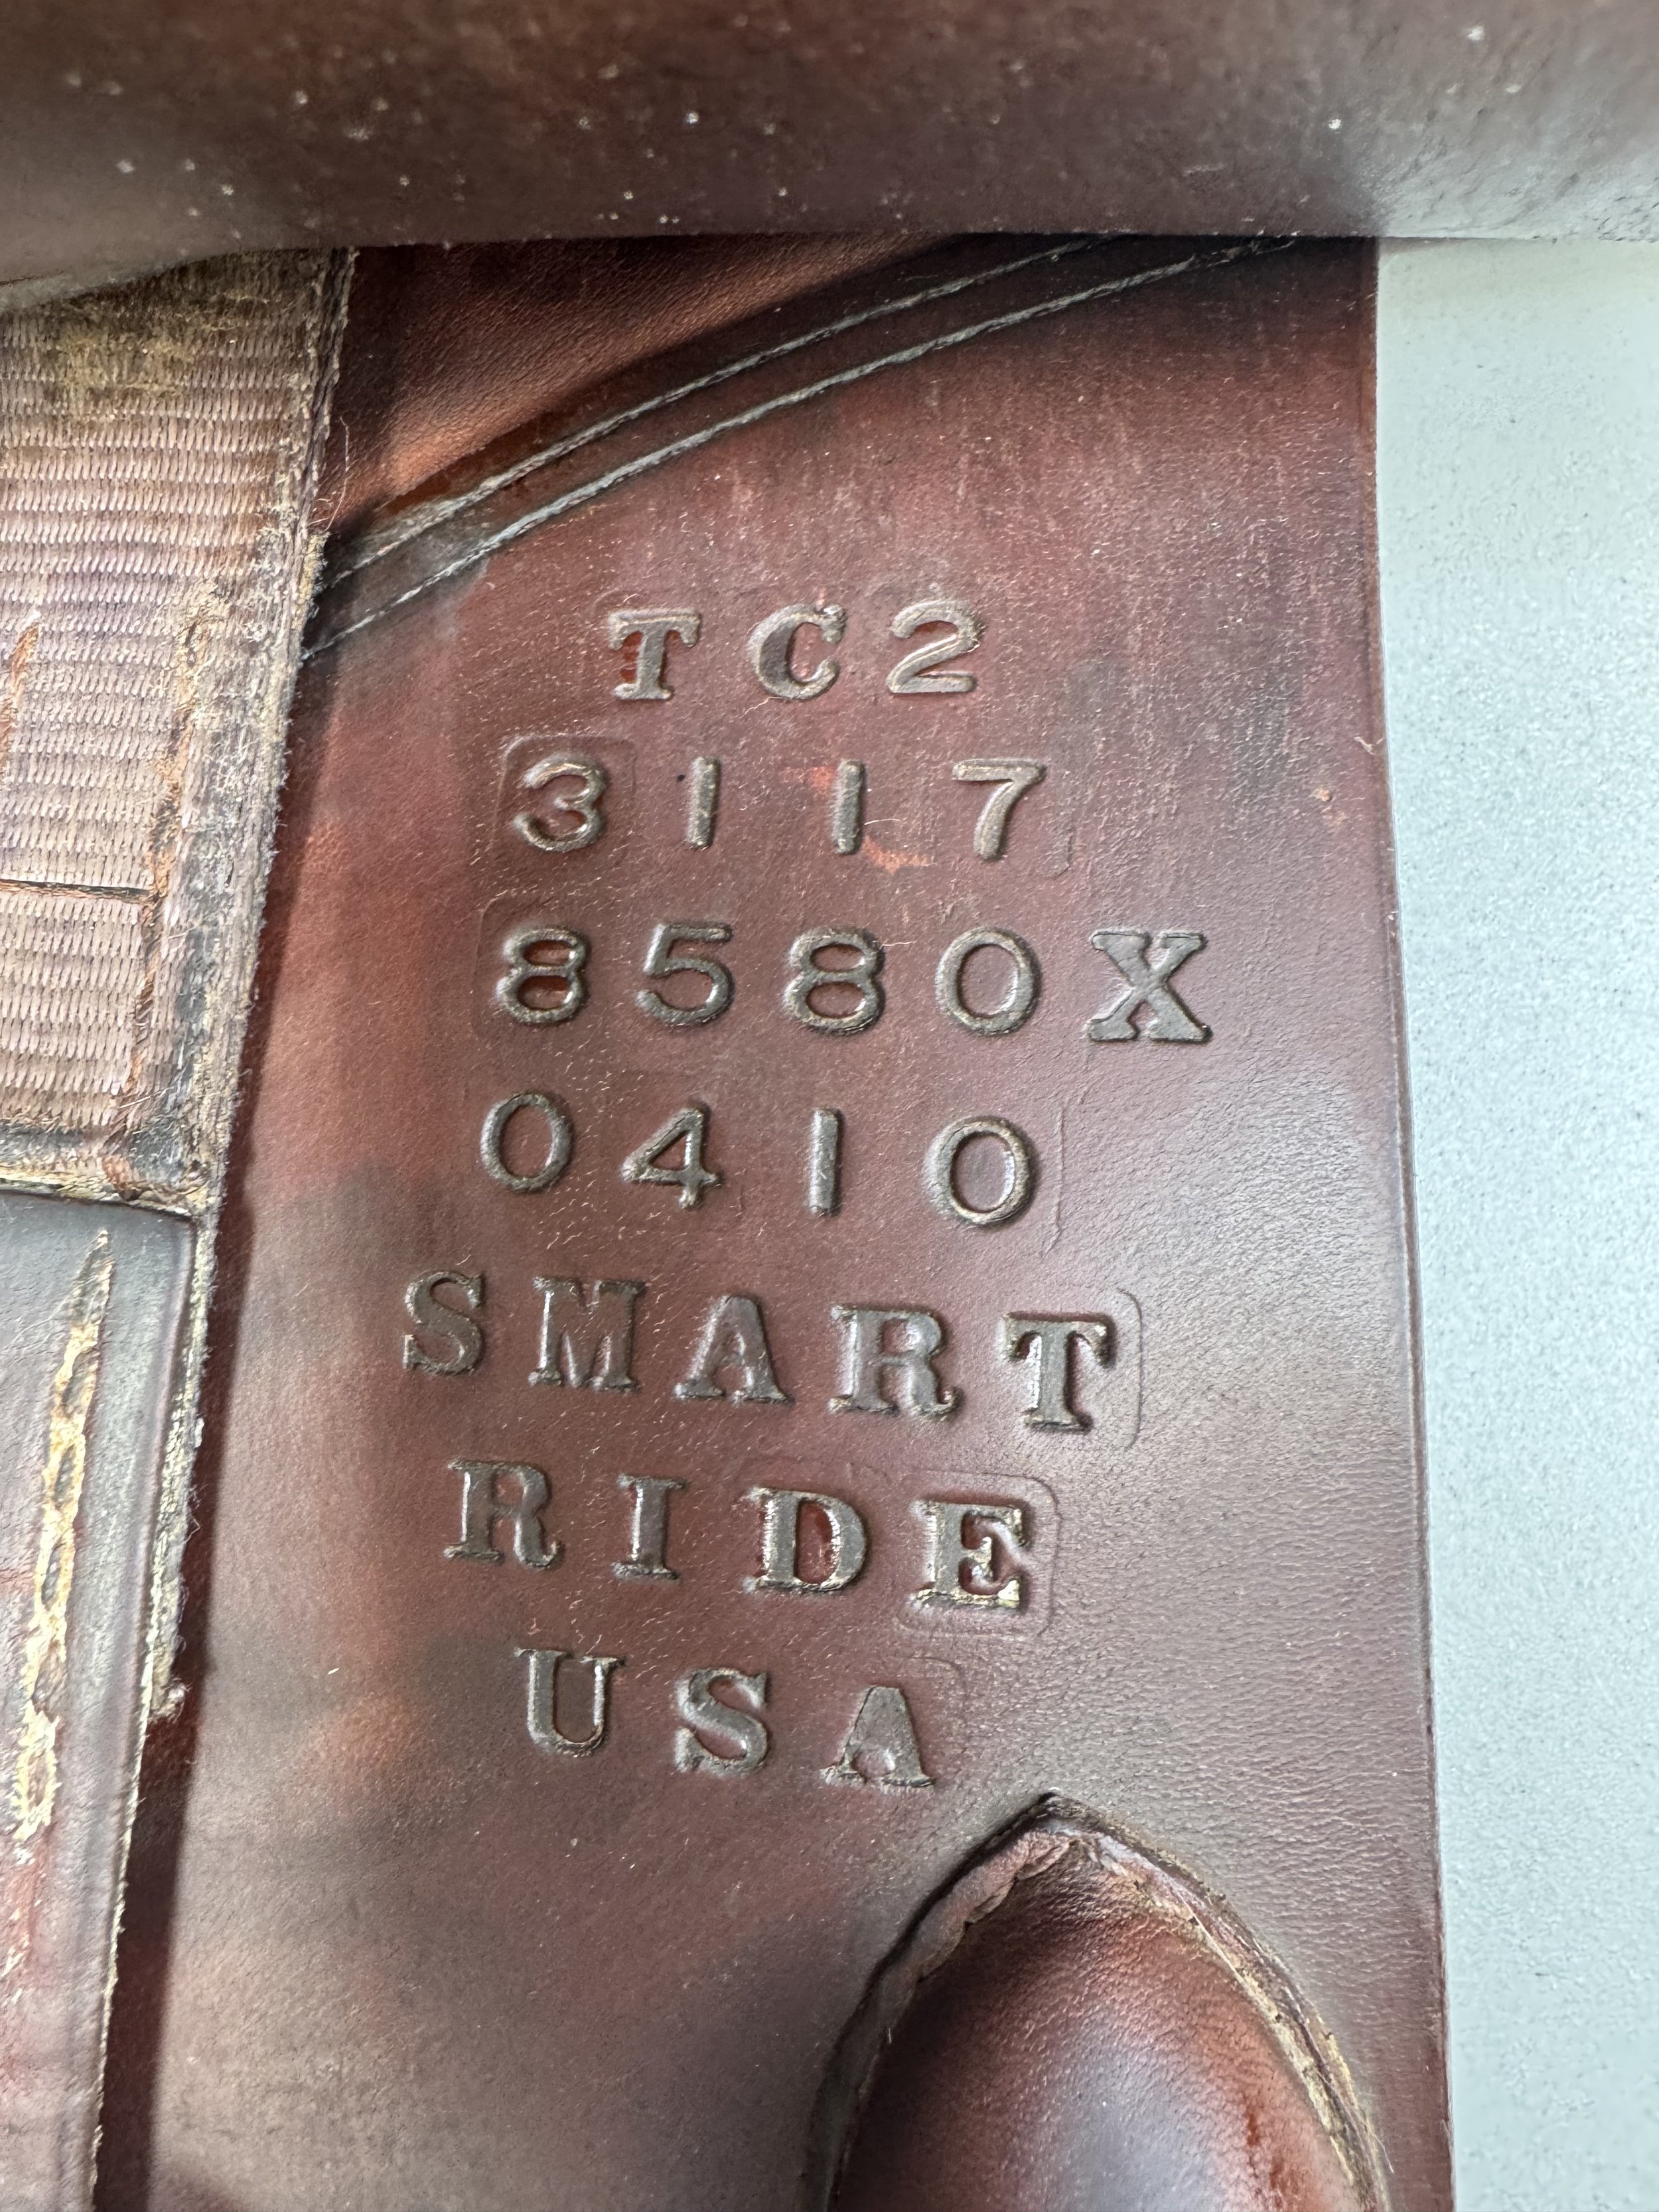 TC2
3117
8580X
0410
SMART
RIDE
USA